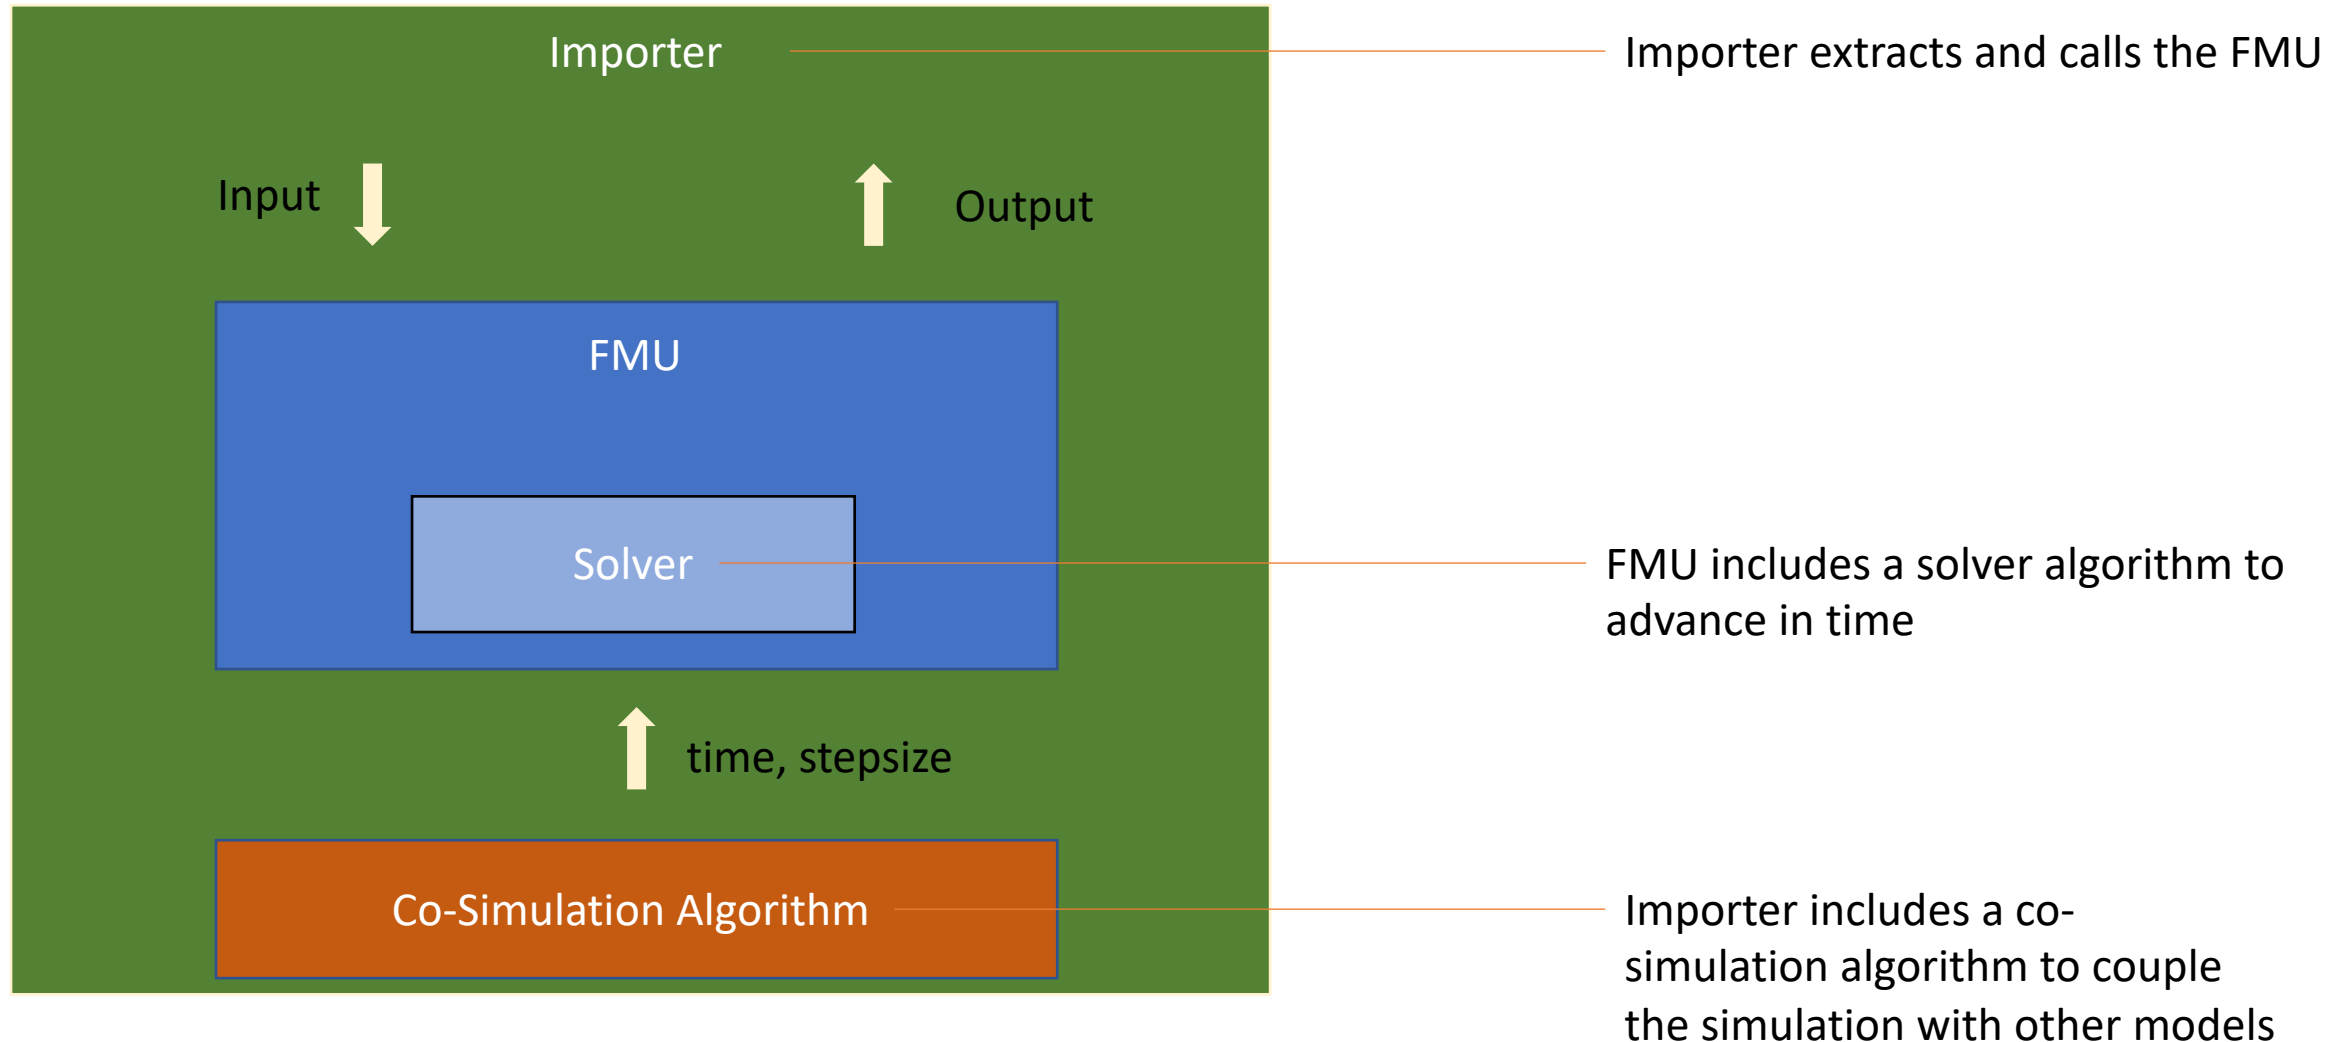 Importer
Importer extracts and calls the FMU
Input
Output
FMU
Solver
FMU includes a solver algorithm to
advance in time
time, stepsize
Co-Simulation Algorithm
Importer includes a co-
simulation algorithm to couple
the simulation with other models